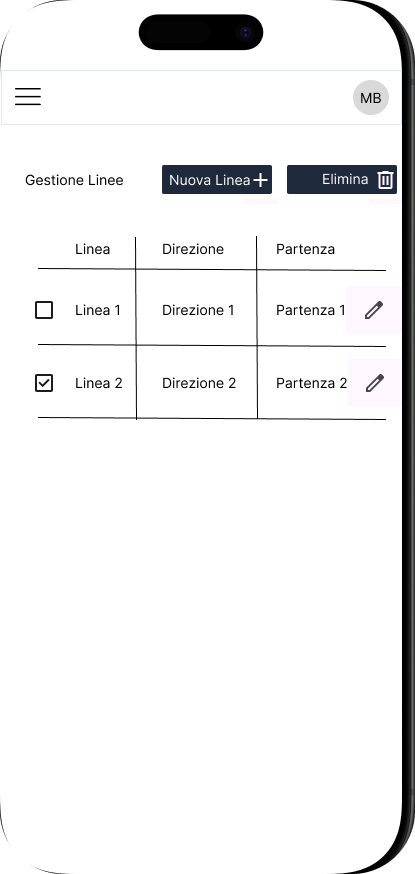 MB
Gestione Linee Nuova Linea Elimina
Linea Direzione Partenza
Linea 1 Direzione 1 Partenza 1
Linea 2 Direzione 2 Partenza 2